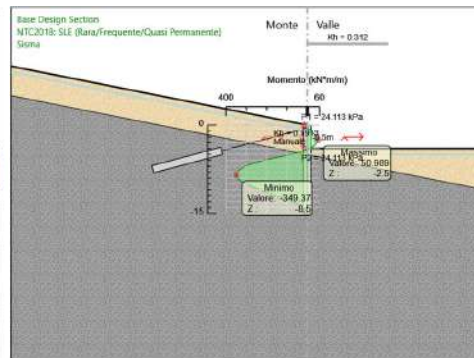 Base Design Section
NTC2018: SLE (Rara/Frequente/Quasi Permanente)
Sisma
Monte Valle
Kh = 0.312
Momento (kN*m/m)
400 60
P1 = 24.113 kPa
0
Manuale
Massimo
Valore: 50.989
Z -2.5
Minimo
Valore: -349.37
Z -8.5
-15